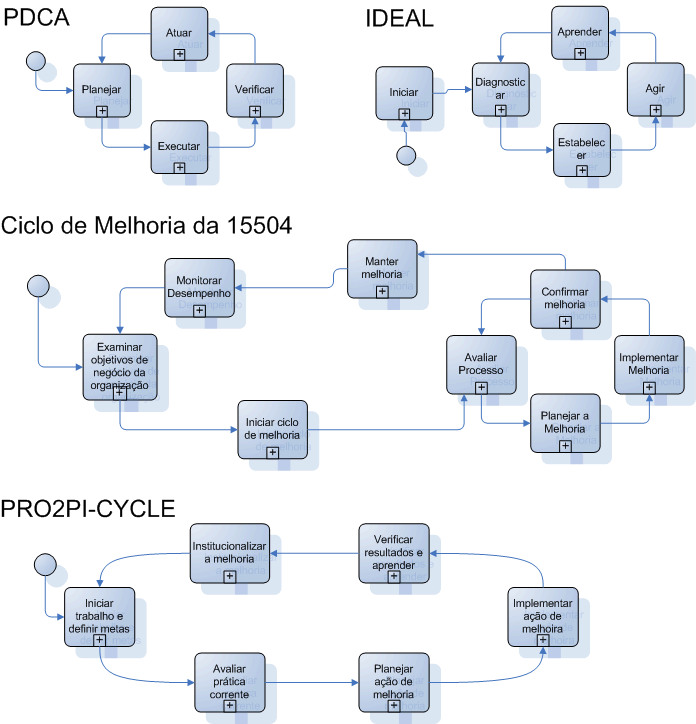 PDCA
Atuar
Planejar
Verificar
Executar
IDEAL
Aprender
Iniciar
Diagnostic
ar
Agir
Estabelec
er
Ciclo de Melhoria da 15504
Manter
melhoria
Monitorar
Desempenho
Confirmar
melhoria
Examinar
objetivos de
negócio da
organização
Avaliar
Processo
Implementar
Melhoria
Iniciar ciclo
de melhoria
Planejar a
Melhoria
PRO2PI-CYCLE
Institucionalizar
a melhoria
Verificar
resultados e
aprender
Iniciar
trabalho e
definir metas
Implementar
ação de
melhoira
Avaliar
prática
corrente
Planejar
ação de
melhoria